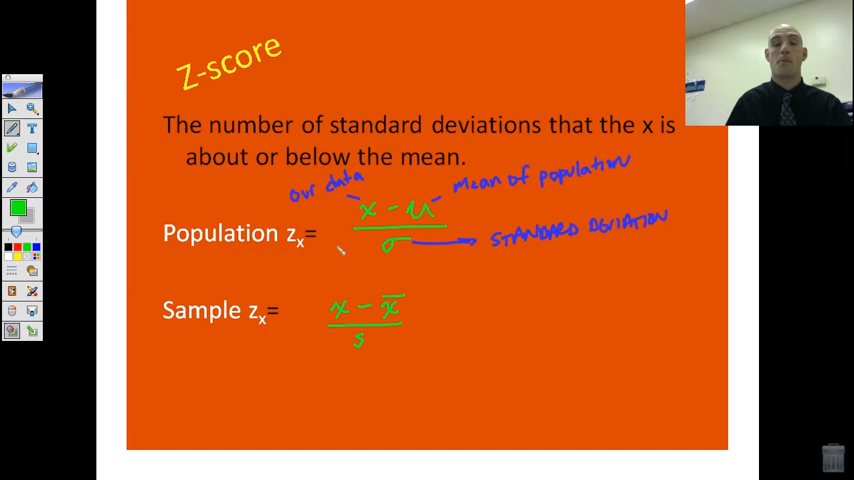 Z-score
The number of standard deviations that the x is
about or below the mean.
our data
mean of population
Population zx= x - μ / σ
STANDARD DEVIATION
Sample zx= x - x̄ / s
T